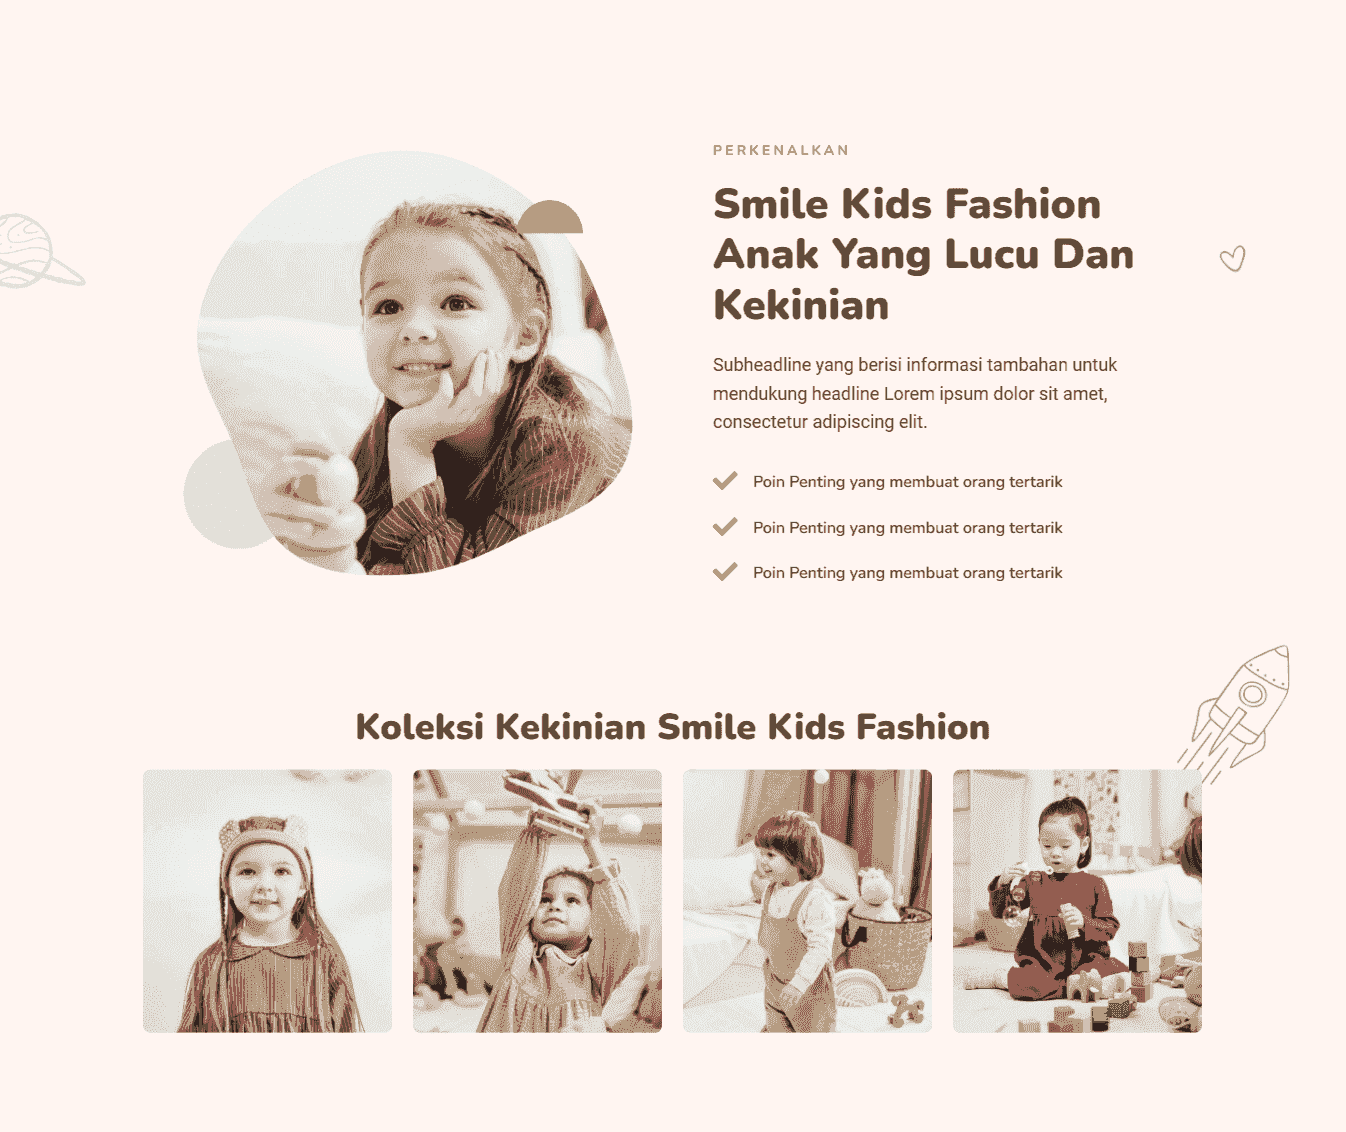 PERKENALKAN
Smile Kids Fashion
Anak Yang Lucu Dan
Kekinian
Subheadline yang berisi informasi tambahan untuk
mendukung headline Lorem ipsum dolor sit amet,
consectetur adipiscing elit.
Poin Penting yang membuat orang tertarik
Poin Penting yang membuat orang tertarik
Poin Penting yang membuat orang tertarik
Koleksi Kekinian Smile Kids Fashion